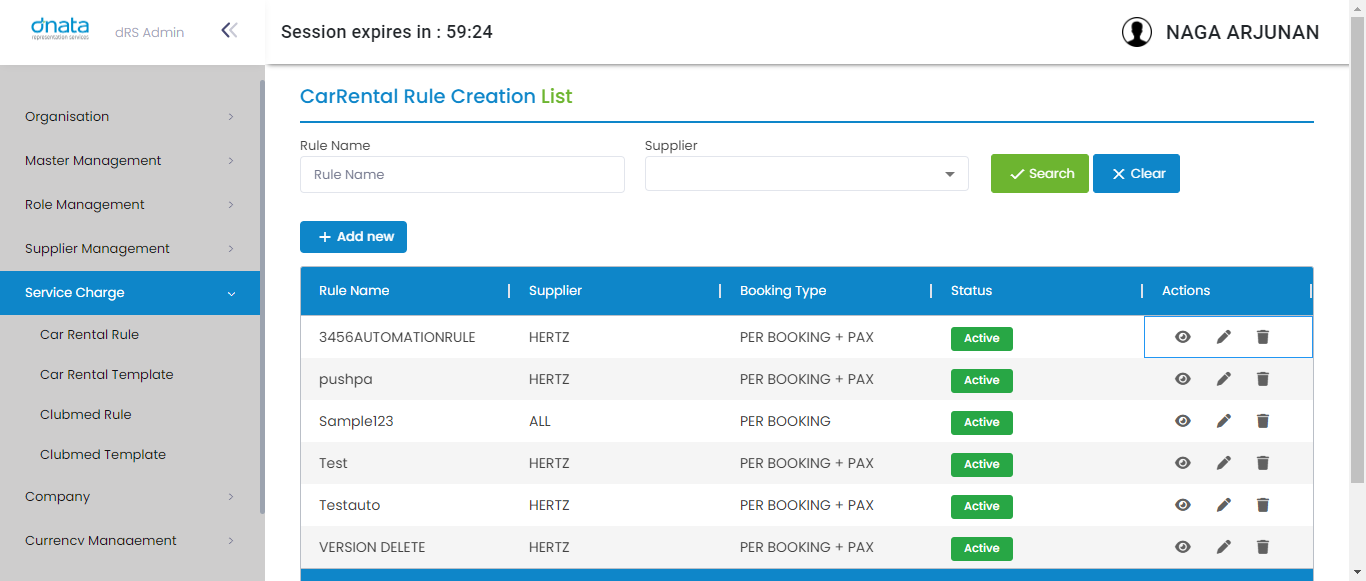 dnata
representation services
dRS Admin
Session expires in : 59:24
NAGA ARJUNAN
Organisation
Master Management
Role Management
Supplier Management
Service Charge
Car Rental Rule
Car Rental Template
Clubmed Rule
Clubmed Template
Company
Currency Management
CarRental Rule Creation List
Rule Name
Supplier
Rule Name
Search
Clear
Add new
Rule Name Supplier Booking Type Status Actions
3456AUTOMATIONRULE HERTZ PER BOOKING + PAX Active
pushpa HERTZ PER BOOKING + PAX Active
Sample123 ALL PER BOOKING Active
Test HERTZ PER BOOKING + PAX Active
Testauto HERTZ PER BOOKING + PAX Active
VERSION DELETE HERTZ PER BOOKING + PAX Active